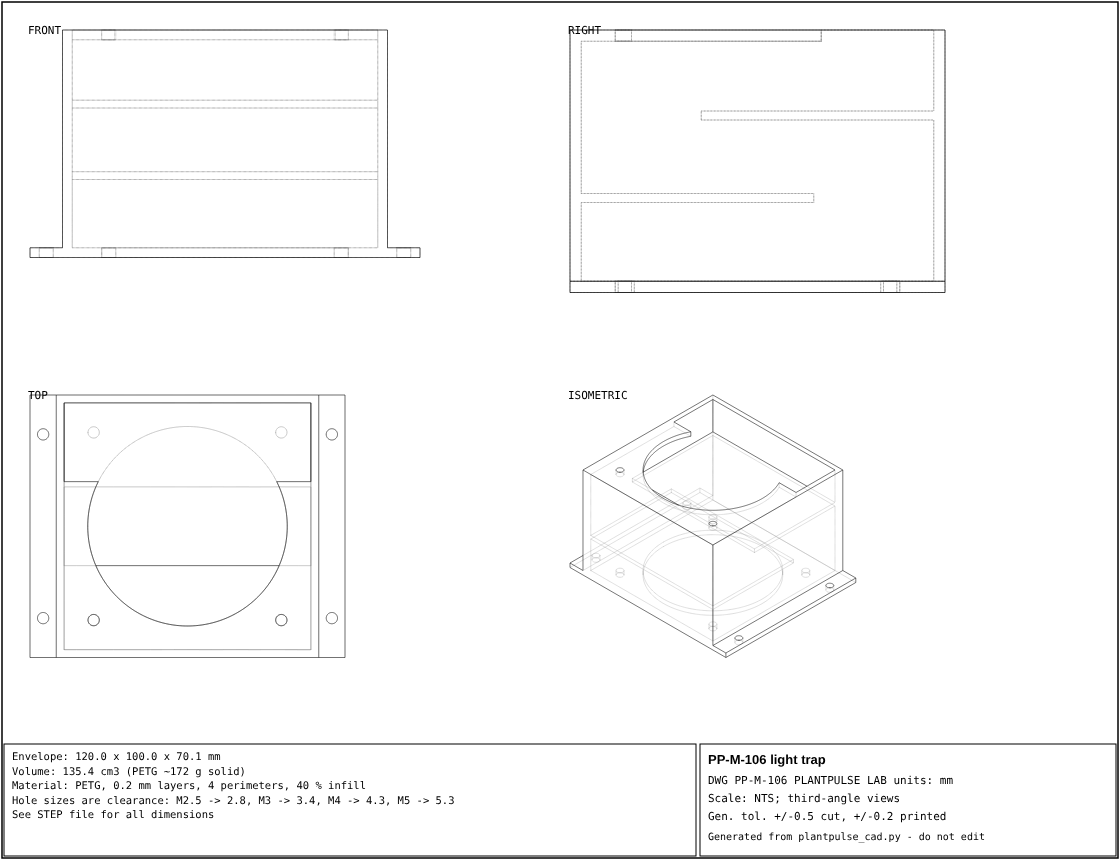 FRONT
RIGHT
TOP
ISOMETRIC
Envelope: 120.0 x 100.0 x 70.1 mm
Volume: 135.4 cm3 (PETG ~172 g solid)
Material: PETG, 0.2 mm layers, 4 perimeters, 40 % infill
Hole sizes are clearance: M2.5 -> 2.8, M3 -> 3.4, M4 -> 4.3, M5 -> 5.3
See STEP file for all dimensions
PP-M-106 light trap
DWG PP-M-106 PLANTPULSE LAB units: mm
Scale: NTS; third-angle views
Gen. tol. +/-0.5 cut, +/-0.2 printed
Generated from plantpulse_cad.py - do not edit